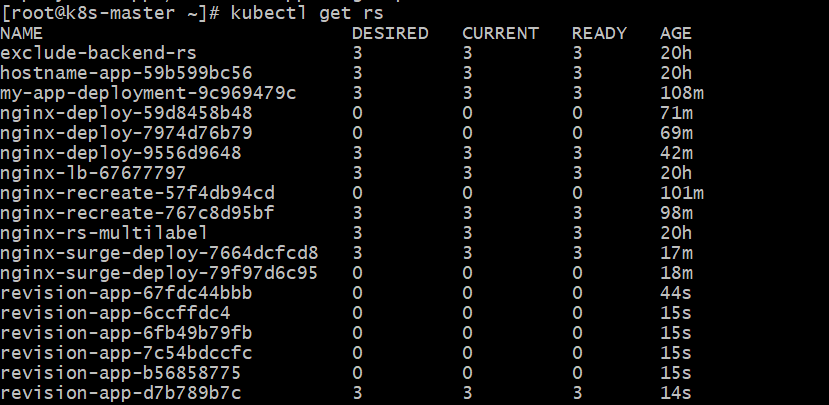 [root@k8s-master ~]# kubectl get rs
NAME DESIRED CURRENT READY AGE
exclude-backend-rs 3 3 3 20h
hostname-app-59b599bc56 3 3 3 20h
my-app-deployment-9c969479c 3 3 3 108m
nginx-deploy-59d8458b48 0 0 0 71m
nginx-deploy-7974d76b79 0 0 0 69m
nginx-deploy-9556d9648 3 3 3 42m
nginx-lb-67677797 3 3 3 20h
nginx-recreate-57f4db94cd 0 0 0 101m
nginx-recreate-767c8d95bf 3 3 3 98m
nginx-rs-multilabel 3 3 3 20h
nginx-surge-deploy-7664dcfcd8 3 3 3 17m
nginx-surge-deploy-79f97d6c95 0 0 0 18m
revision-app-67fdc44bbb 0 0 0 44s
revision-app-6ccffdc4 0 0 0 15s
revision-app-6fb49b79fb 0 0 0 15s
revision-app-7c54bdccfc 0 0 0 15s
revision-app-b56858775 0 0 0 15s
revision-app-d7b789b7c 3 3 3 14s